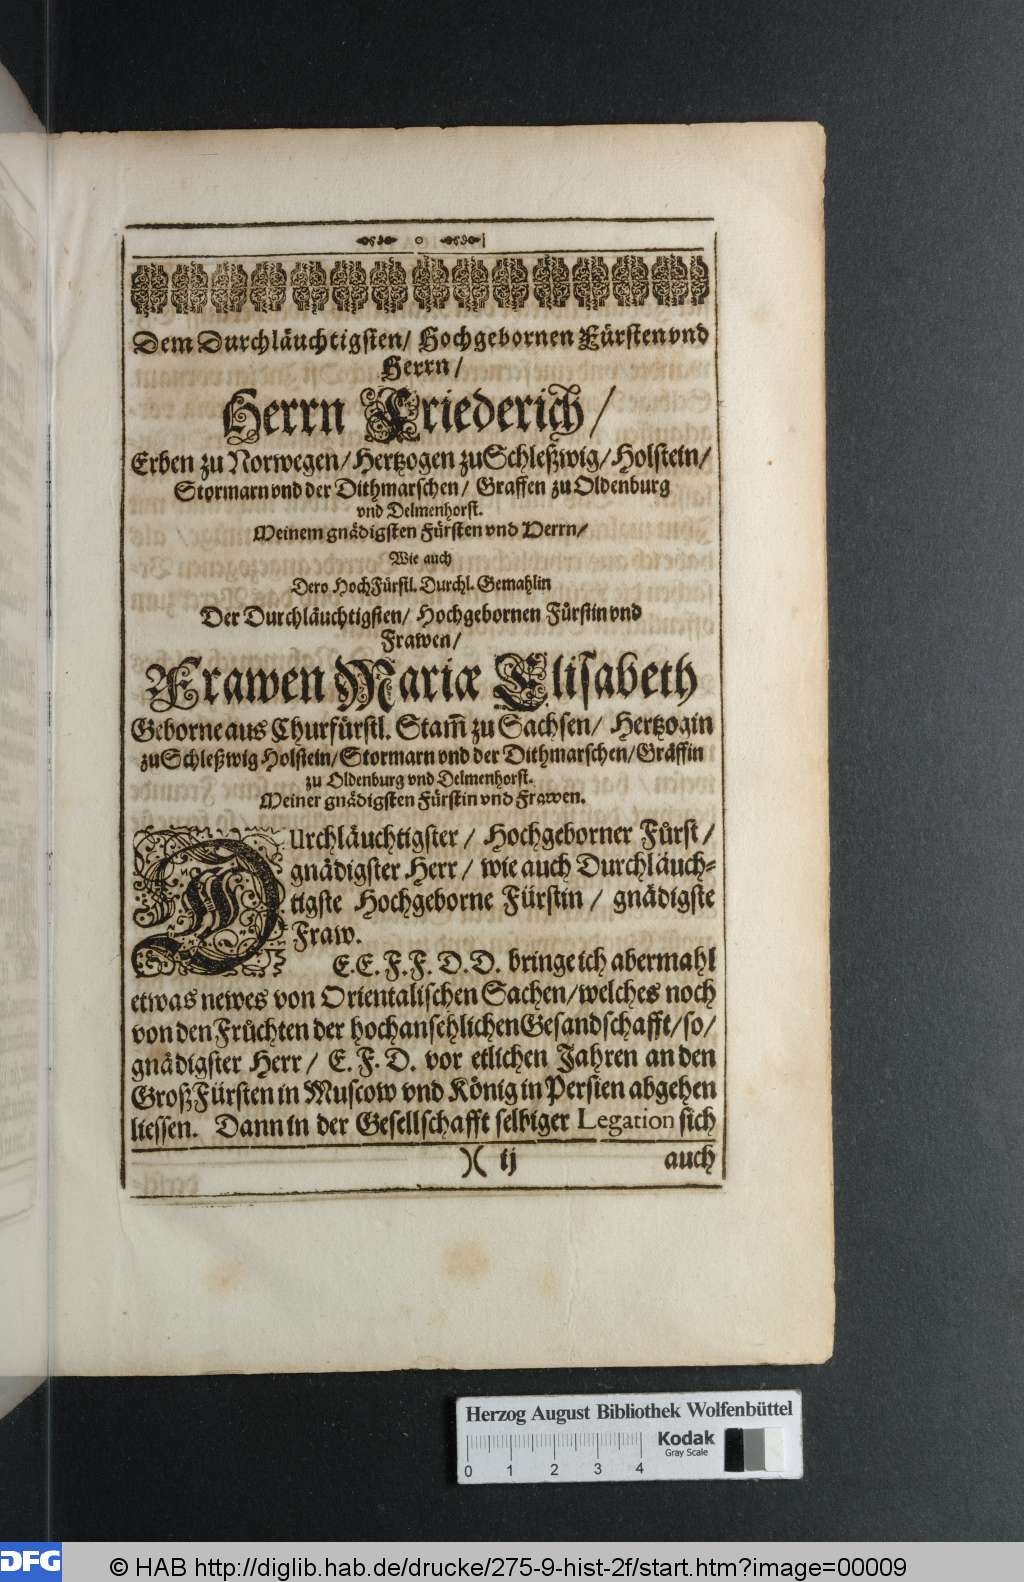 Dem Durchläuchtigsten/ Hochgebornen Fürsten vnd
Herrn/
Herrn Friederich/
Erben zu Norwegen/ Hertzogen zu Schleßwig/ Holstein/
Stormarn vnd der Dithmarschen/ Graffen zu Oldenburg
vnd Delmenhorst.
Meinem gnädigsten Fürsten vnd Herrn/
Wie auch
Dero HochFürstl. Durchl. Gemahlin
Der Durchläuchtigsten/ Hochgebornen Fürstin vnd
Frawen/
Frawen Mariæ Elisabeth
Geborne aus Churfürstl. Stam̃ zu Sachsen/ Hertzogin
zu Schleßwig Holstein/ Stormarn vnd der Dithmarschen/ Gräffin
zu Oldenburg vnd Delmenhorst.
Meiner gnädigsten Fürstin vnd Frawen.
DUrchläuchtigster/ Hochgeborner Fürst/
gnädigster Herr/ wie auch Durchläuch-
tigste Hochgeborne Fürstin/ gnädigste
Fraw.
E.E. F.F. D.D. bringe ich abermahl
etwas newes von Orientalischen Sachen/ welches noch
von den Früchten der hochansehlichen Gesandschafft/ so/
gnädigster Herr/ E. F. D. vor etlichen Jahren an den
GroßFürsten in Muscow vnd König in Persien abgehen
liessen. Dann in der Gesellschafft selbiger Legation sich
)( ij
auch
Herzog August Bibliothek Wolfenbüttel
Kodak
Gray Scale
0 1 2 3 4
DFG
© HAB http://diglib.hab.de/drucke/275-9-hist-2f/start.htm?image=00009